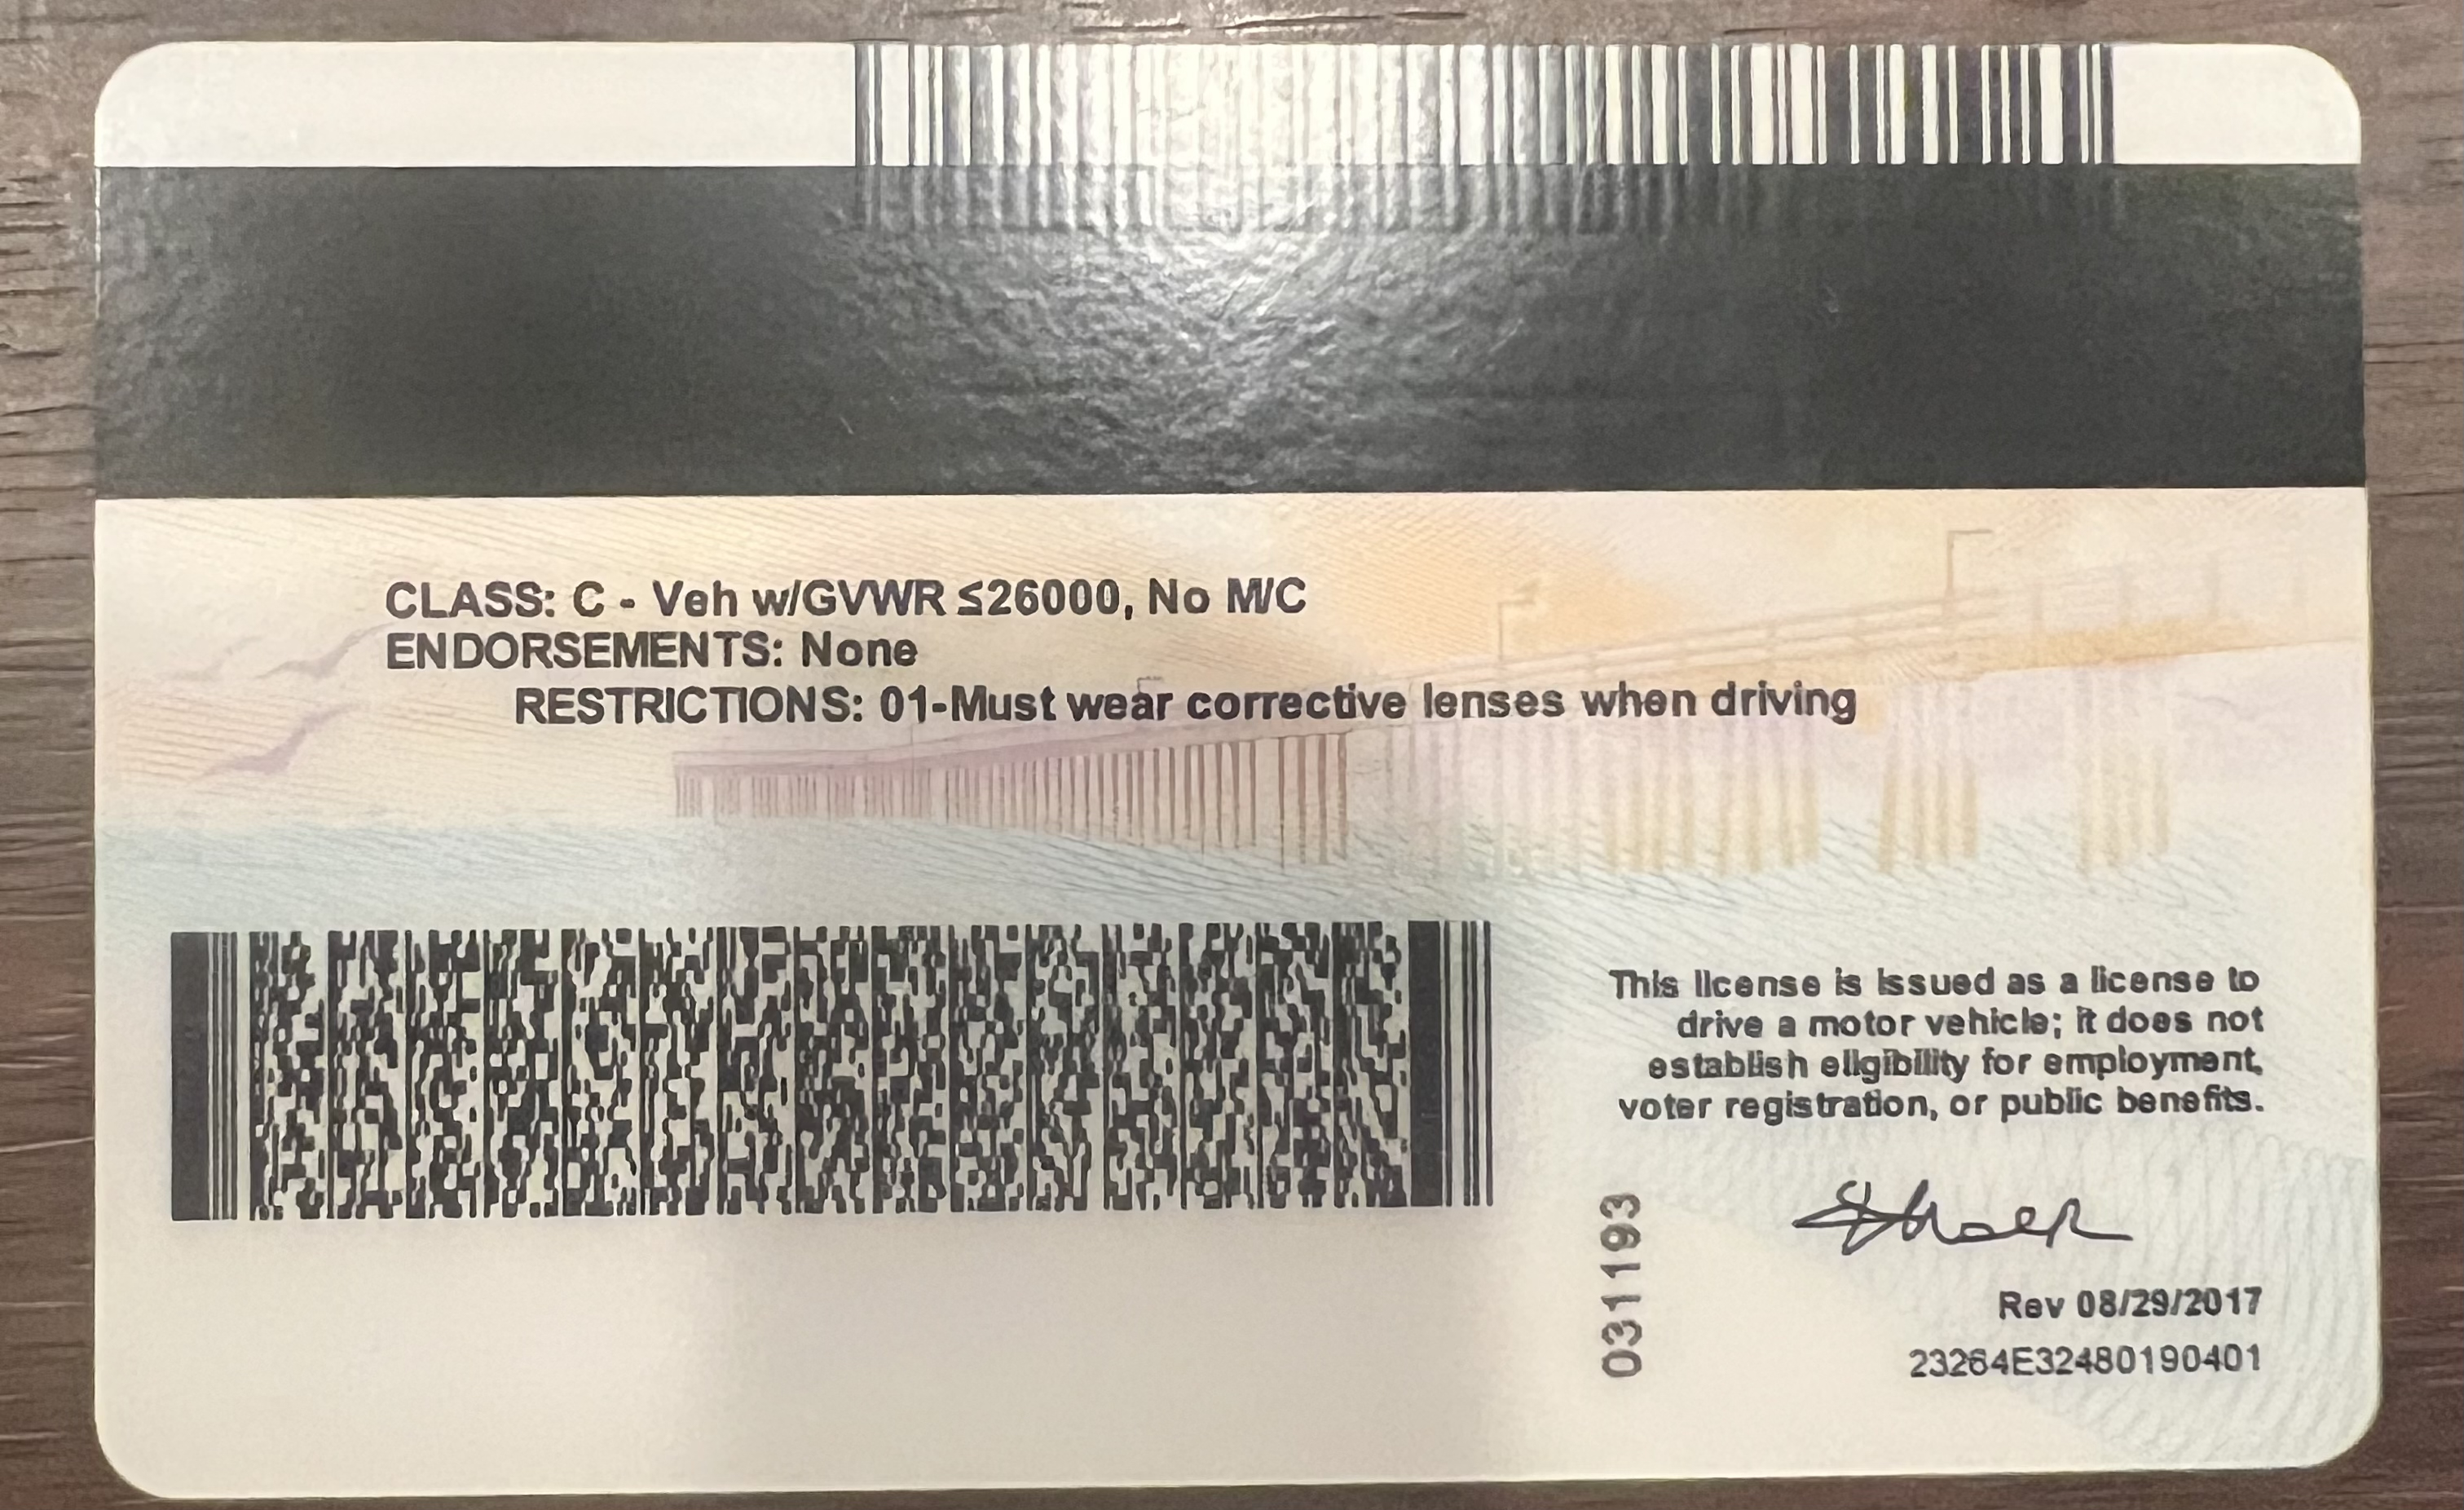 CLASS: C - Veh w/GVWR ≤26000, No M/C
ENDORSEMENTS: None
RESTRICTIONS: 01-Must wear corrective lenses when driving
This license is issued as a license to
drive a motor vehicle; it does not
establish eligibility for employment,
voter registration, or public benefits.
031193
Rev 08/29/2017
23264E32480190401